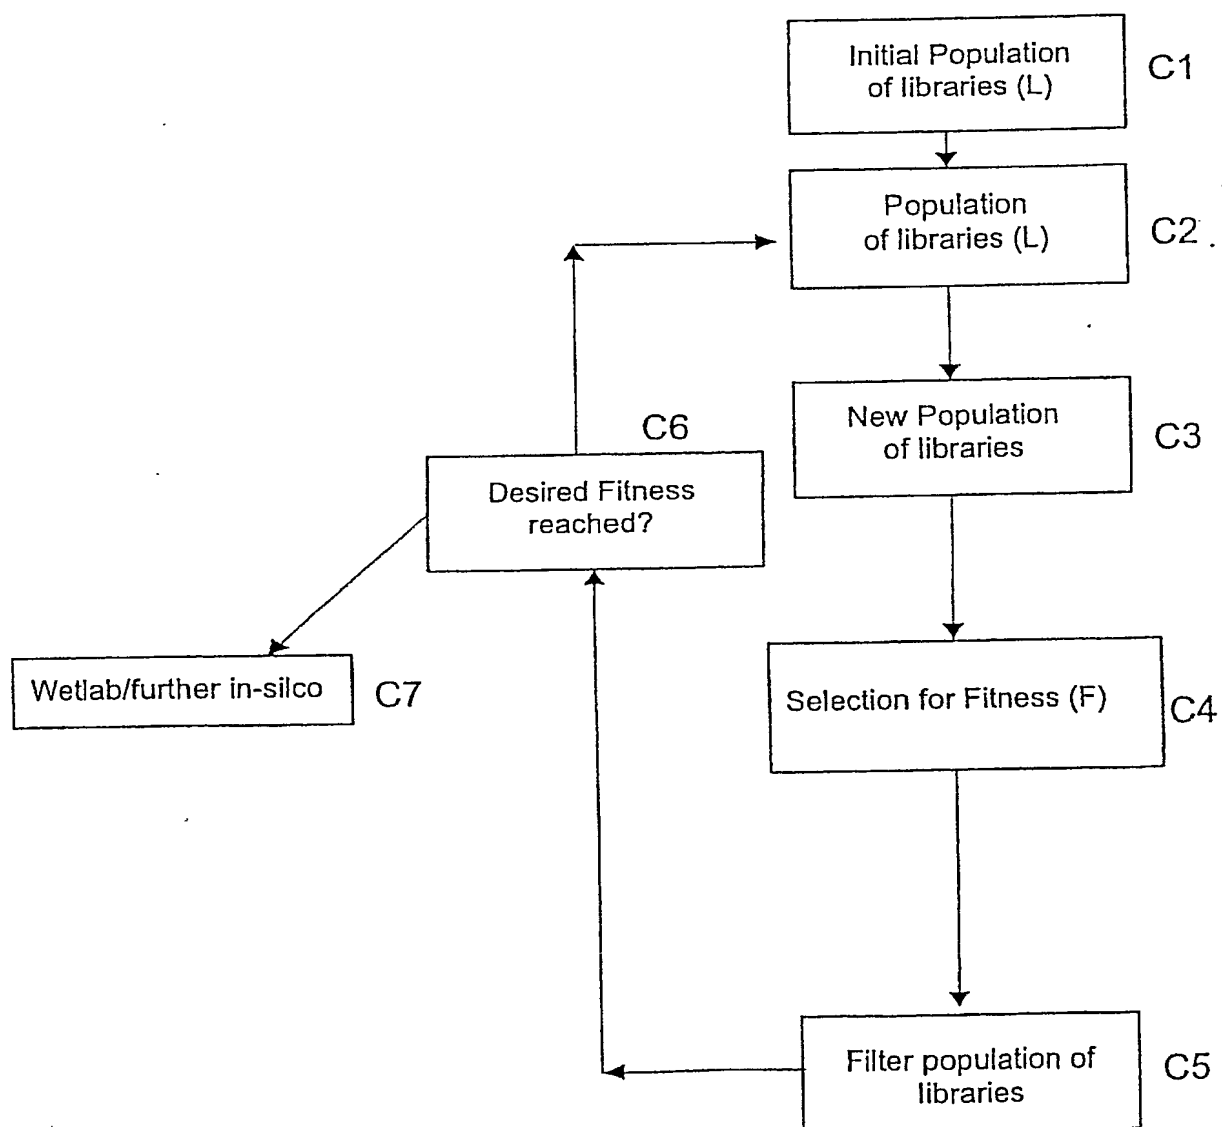 Initial Population
of libraries (L)
C1
Population
of libraries (L)
C2
New Population
of libraries
C3
C6
Desired Fitness
reached?
Wetlab/further in-silco
C7
Selection for Fitness (F)
C4
Filter population of
libraries
C5